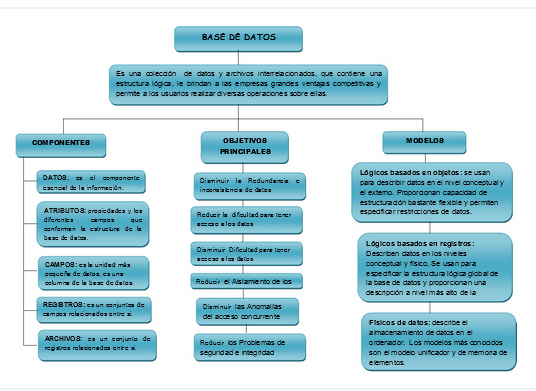 BASE DE DATOS
Es una colección de datos y archivos interrelacionados, que contiene una
estructura lógica, le brindan a las empresas grandes ventajas competitivas y
permite a los usuarios realizar diversas operaciones sobre ellas.
COMPONENTES
DATOS: es el componente
esencial de la información.
ATRIBUTOS: propiedades y los
diferentes campos que
conforman la estructura de la
base de datos.
CAMPOS: es la unidad más
pequeña de datos, es una
columna de la base de datos.
REGISTROS: es un conjuntos de
campos relacionados entre si.
ARCHIVOS: es un conjunto de
registros relacionados entre si.
OBJETIVOS
PRINCIPALES
Disminuir la Redundancia e
inconsistencia de datos
Reducir la dificultad para tener
acceso a los datos
Disminuir Dificultad para tener
acceso a los datos
Reducir el Aislamiento de los
Disminuir las Anomalías
del acceso concurrente
Reducir los Problemas de
seguridad e integridad
MODELOS
Lógicos basados en objetos: se usan
para describir datos en el nivel conceptual y
el externo. Proporcionan capacidad de
estructuración bastante flexible y permiten
especificar restricciones de datos.
Lógicos basados en registros:
Describen datos en los niveles
conceptual y físico, Se usan para
especificar la estructura lógica global de
la base de datos y proporcionan una
descripción a nivel más alto de la
Físicos de datos: describe el
almacenamiento de datos en el
ordenador. Los modelos más conocidos
son el modelo unificador y de memoria de
elementos.